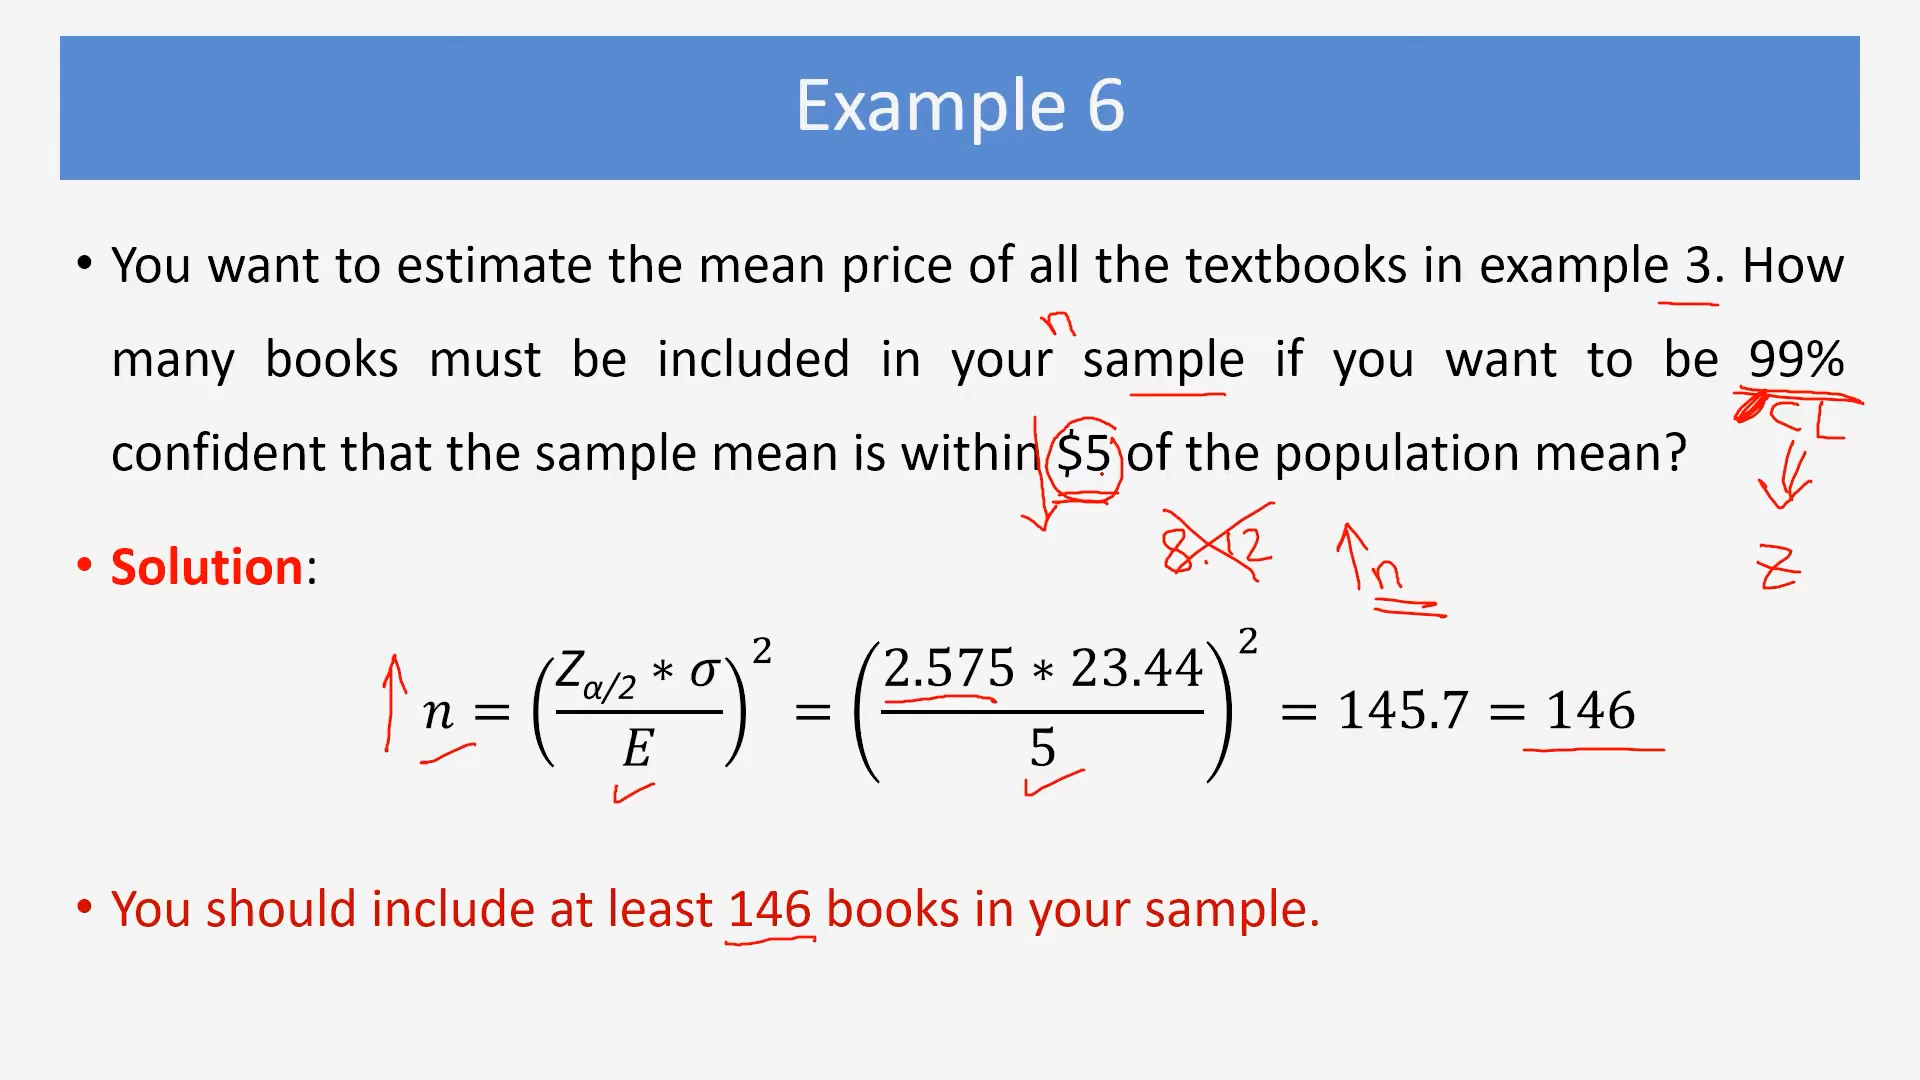 Example 6
• You want to estimate the mean price of all the textbooks in example 3. How
n
many books must be included in your sample if you want to be 99%
CL
confident that the sample mean is within $5 of the population mean?
8.12
n
Z
• Solution:
n = (Zα/2 * σ / E)² = (2.575 * 23.44 / 5)² = 145.7 = 146
• You should include at least 146 books in your sample.